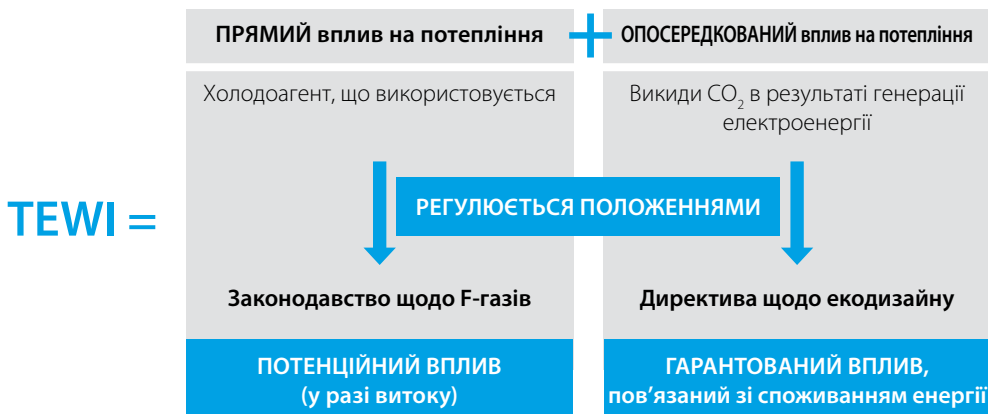 TEWI =
ПРЯМИЙ вплив на потепління
+
ОПОСЕРЕДКОВАНИЙ вплив на потепління
Холодоагент, що використовується
Викиди CO₂ в результаті генерації
електроенергії
РЕГУЛЮЄТЬСЯ ПОЛОЖЕННЯМИ
Законодавство щодо F-газів
Директива щодо екодизайну
ПОТЕНЦІЙНИЙ ВПЛИВ
(у разі витоку)
ГАРАНТОВАНИЙ ВПЛИВ,
пов’язаний зі споживанням енергії